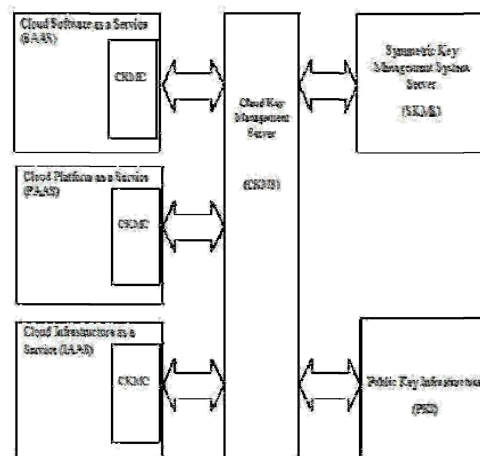 Cloud Software as a Service
(SAAS)
CKMC
Cloud Platform as a Service
(PAAS)
CKMC
Cloud Infrastructure as a
Service (IAAS)
CKMC
Cloud Key
Management
Server
(CKMS)
Symmetric Key
Management System
Server
(SKMS)
Public Key Infrastructure
(PKI)